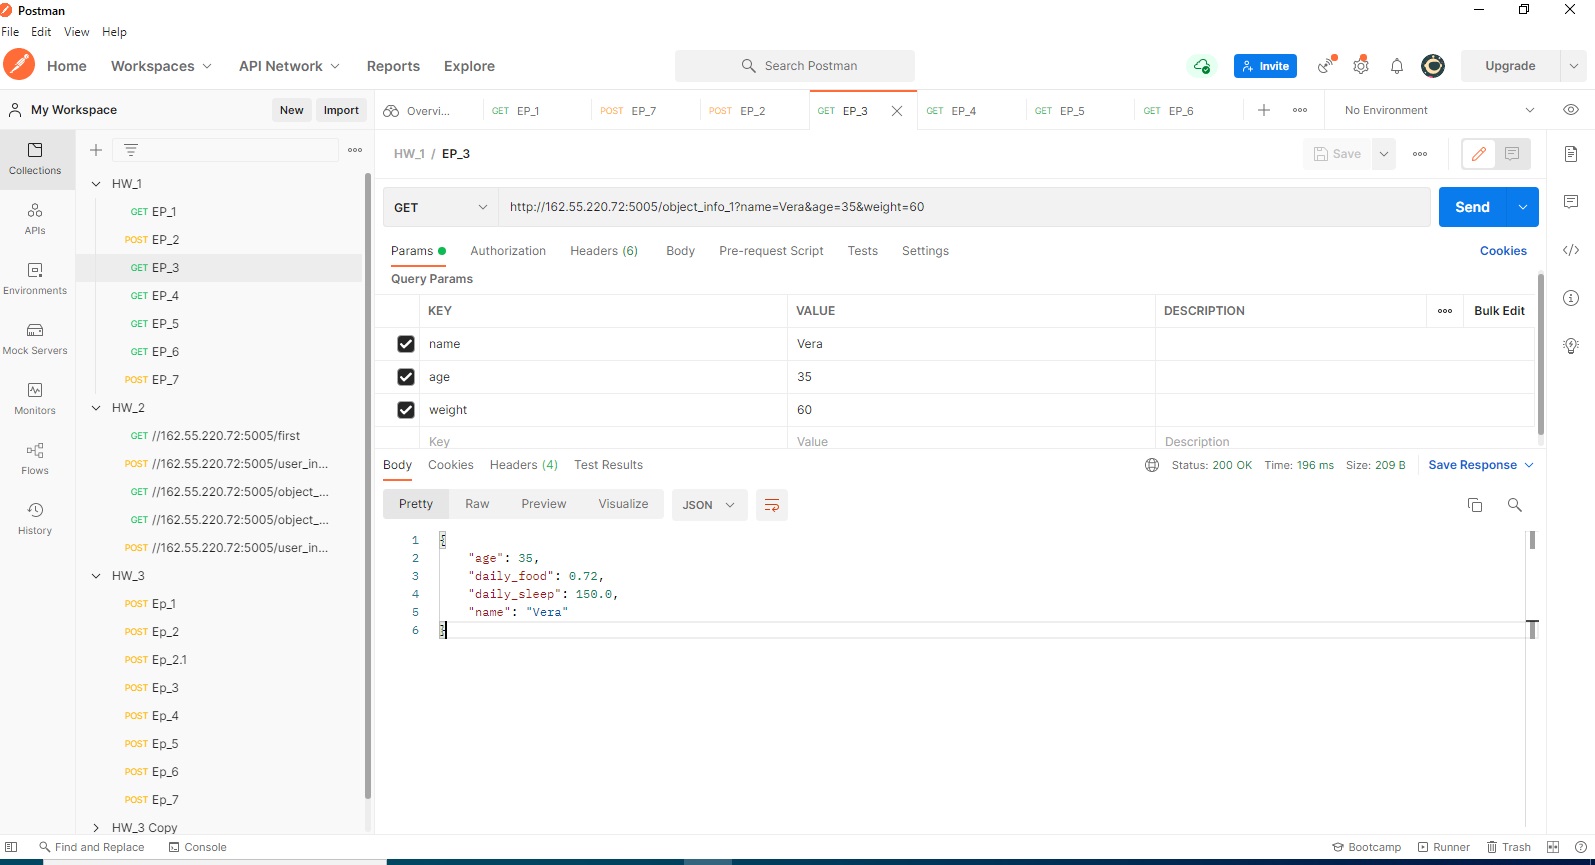 Postman
File Edit View Help
Home Workspaces API Network Reports Explore Search Postman Invite Upgrade
My Workspace New Import Overvi... GET EP_1 POST EP_7 POST EP_2 GET EP_3 GET EP_4 GET EP_5 GET EP_6 No Environment
Collections
APIs
Environments
Mock Servers
Monitors
Flows
History
HW_1
GET EP_1
POST EP_2
GET EP_3
GET EP_4
GET EP_5
GET EP_6
POST EP_7
HW_2
GET //162.55.220.72:5005/first
POST //162.55.220.72:5005/user_in...
GET //162.55.220.72:5005/object_...
GET //162.55.220.72:5005/object_...
POST //162.55.220.72:5005/user_in...
HW_3
POST Ep_1
POST Ep_2
POST Ep_2.1
POST Ep_3
POST Ep_4
POST Ep_5
POST Ep_6
POST Ep_7
HW_3 Copy
HW_1 / EP_3 Save
GET http://162.55.220.72:5005/object_info_1?name=Vera&age=35&weight=60 Send
Params Authorization Headers (6) Body Pre-request Script Tests Settings Cookies
Query Params
KEY VALUE DESCRIPTION Bulk Edit
name Vera
age 35
weight 60
Key Value Description
Body Cookies Headers (4) Test Results Status: 200 OK Time: 196 ms Size: 209 B Save Response
Pretty Raw Preview Visualize JSON
1 {
2 "age": 35,
3 "daily_food": 0.72,
4 "daily_sleep": 150.0,
5 "name": "Vera"
6 }
Find and Replace Console Bootcamp Runner Trash